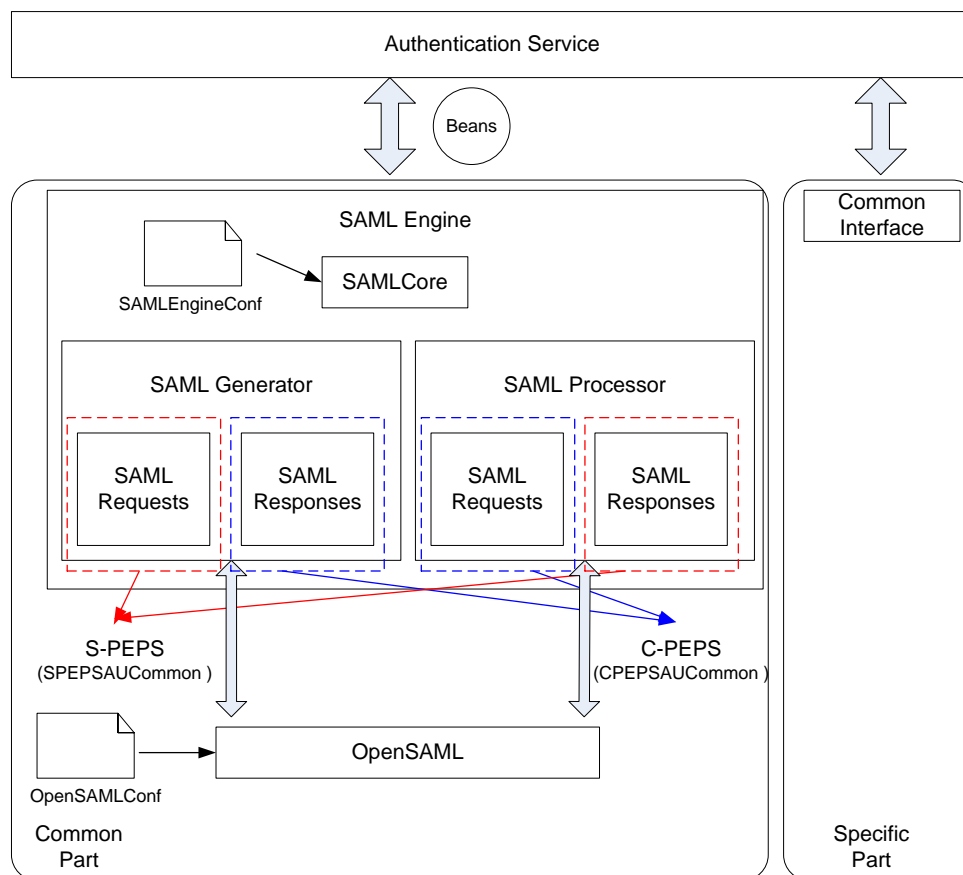 Authentication Service
Beans
SAML Engine
Common
Interface
SAMLCore
SAMLEngineConf
SAML Generator
SAML Processor
SAML
Requests
SAML
Responses
SAML
Requests
SAML
Responses
S-PEPS
(SPEPSAUCommon )
C-PEPS
(CPEPSAUCommon )
OpenSAML
OpenSAMLConf
Common
Part
Specific
Part